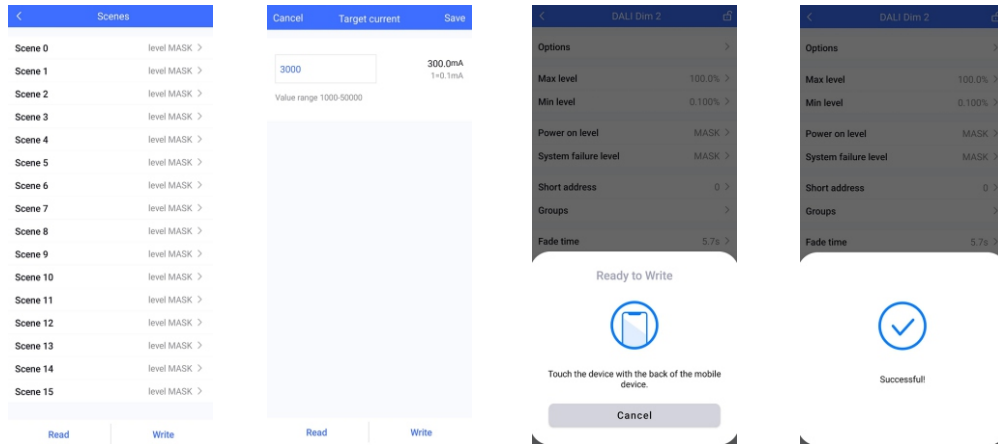 Scenes
Scene 0 level MASK
Scene 1 level MASK
Scene 2 level MASK
Scene 3 level MASK
Scene 4 level MASK
Scene 5 level MASK
Scene 6 level MASK
Scene 7 level MASK
Scene 8 level MASK
Scene 9 level MASK
Scene 10 level MASK
Scene 11 level MASK
Scene 12 level MASK
Scene 13 level MASK
Scene 14 level MASK
Scene 15 level MASK
Read Write
Cancel Target current Save
3000 300.0mA
1=0.1mA
Value range 1000-50000
Read Write
DALI Dim 2
Options
Max level 100.0%
Min level 0.100%
Power on level MASK
System failure level MASK
Short address 0
Groups
Fade time 5.7s
Ready to Write
Touch the device with the back of the mobile
device.
Cancel
DALI Dim 2
Options
Max level 100.0%
Min level 0.100%
Power on level MASK
System failure level MASK
Short address 0
Groups
Fade time 5.7s
Successful!